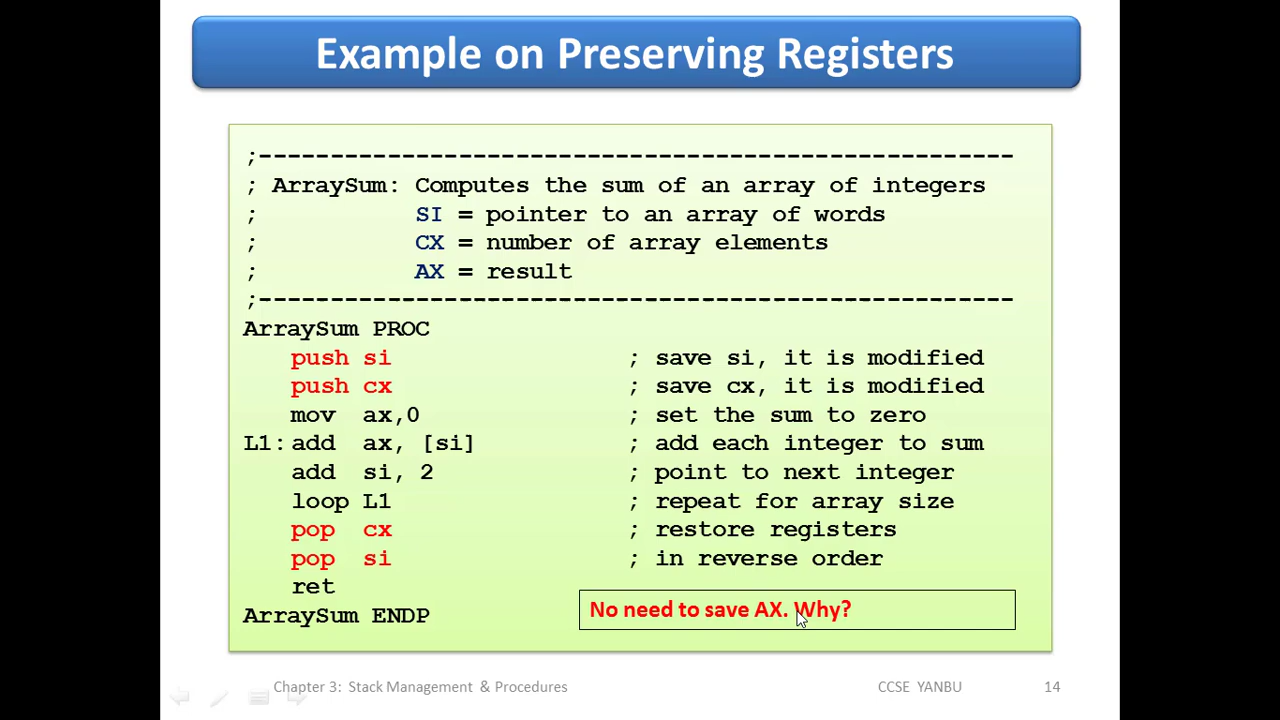 Example on Preserving Registers
;-----------------------------------------------------
; ArraySum: Computes the sum of an array of integers
; SI = pointer to an array of words
; CX = number of array elements
; AX = result
;-----------------------------------------------------
ArraySum PROC
push si ; save si, it is modified
push cx ; save cx, it is modified
mov ax,0 ; set the sum to zero
L1: add ax, [si] ; add each integer to sum
add si, 2 ; point to next integer
loop L1 ; repeat for array size
pop cx ; restore registers
pop si ; in reverse order
ret
ArraySum ENDP
No need to save AX. Why?
Chapter 3: Stack Management & Procedures CCSE YANBU 14